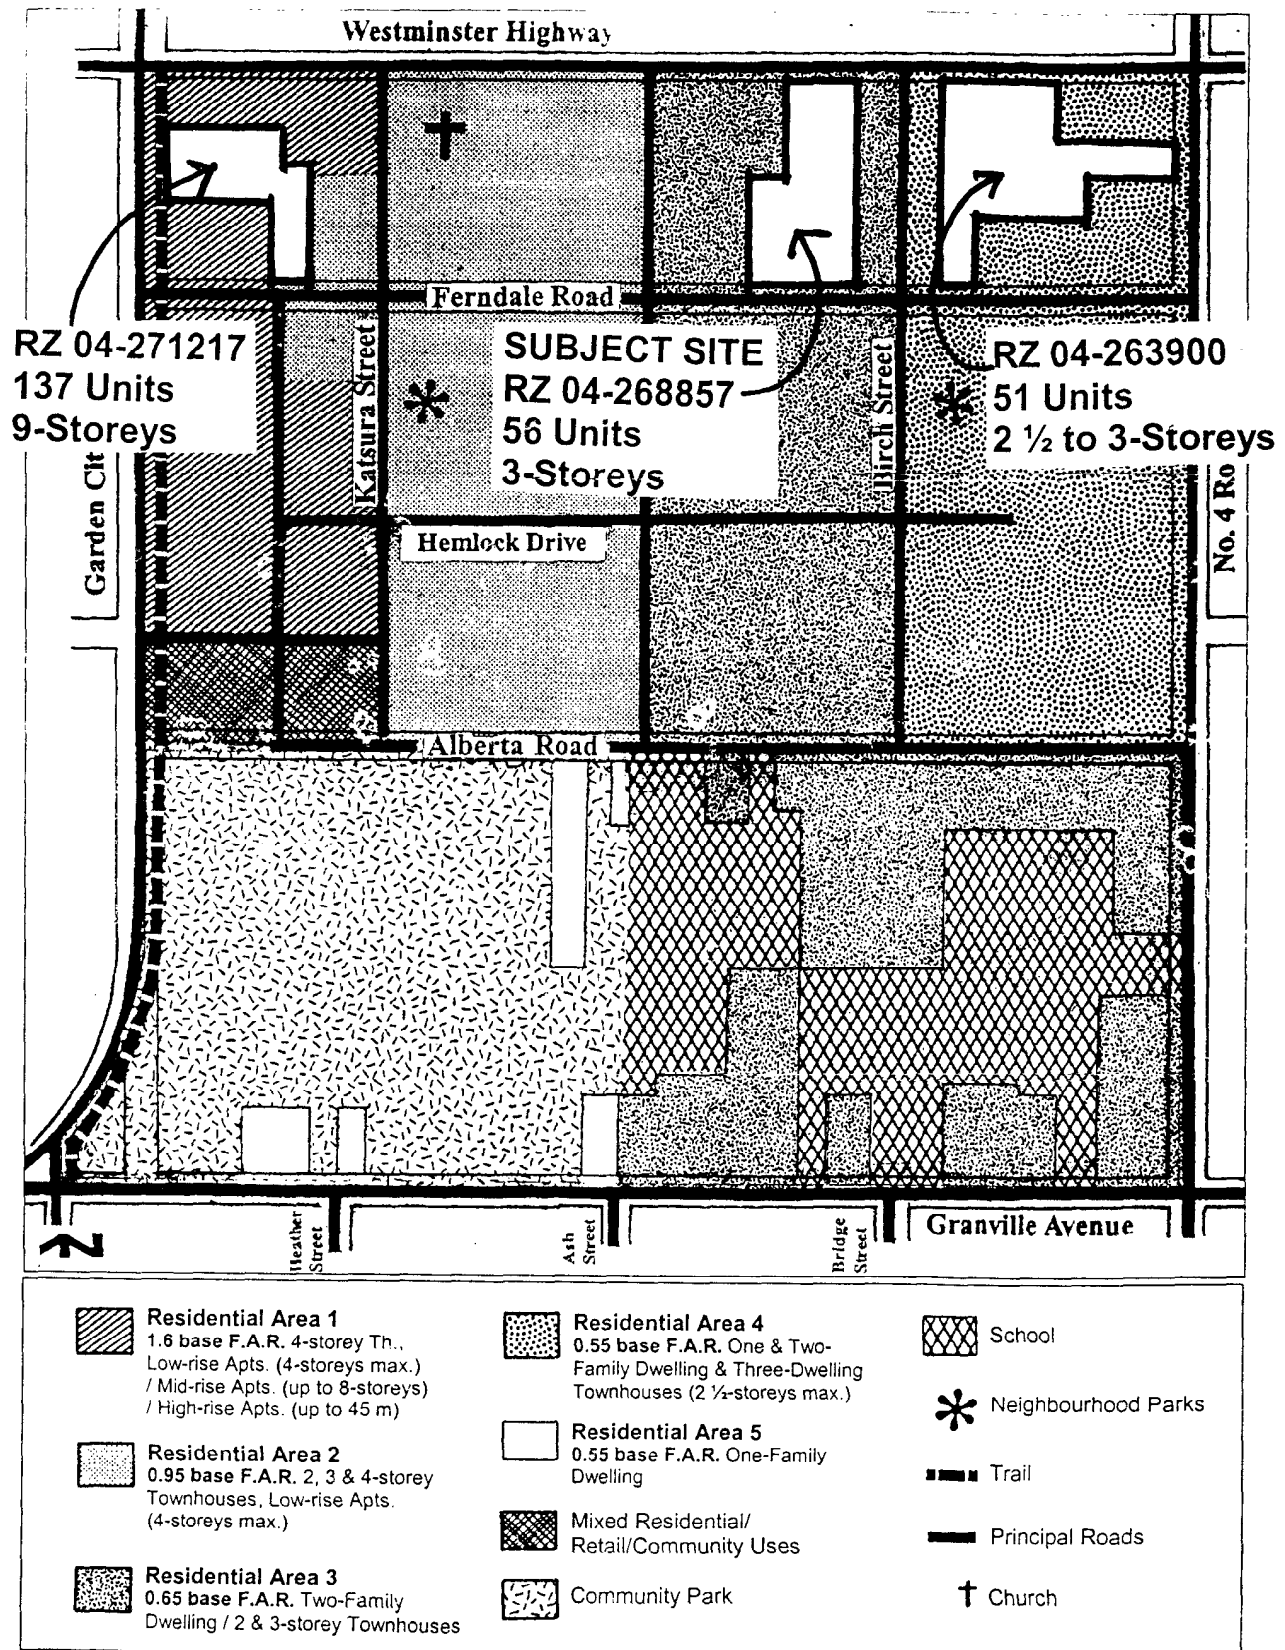 Westminster Highway
Ferndale Road
RZ 04-271217
137 Units
9-Storeys
Katsura Street
SUBJECT SITE
RZ 04-268857
56 Units
3-Storeys
Birch Street
RZ 04-263900
51 Units
2 ½ to 3-Storeys
Garden Cit
No. 4 Ro
Hemlock Drive
Alberta Road
Heather
Street
Ash
Street
Bridge
Street
Granville Avenue
Z
Residential Area 1
1.6 base F.A.R. 4-storey Th.,
Low-rise Apts. (4-storeys max.)
/ Mid-rise Apts. (up to 8-storeys)
/ High-rise Apts. (up to 45 m)
Residential Area 2
0.95 base F.A.R. 2, 3 & 4-storey
Townhouses, Low-rise Apts.
(4-storeys max.)
Residential Area 3
0.65 base F.A.R. Two-Family
Dwelling / 2 & 3-storey Townhouses
Residential Area 4
0.55 base F.A.R. One & Two-
Family Dwelling & Three-Dwelling
Townhouses (2 ½-storeys max.)
Residential Area 5
0.55 base F.A.R. One-Family
Dwelling
Mixed Residential/
Retail/Community Uses
Community Park
School
Neighbourhood Parks
Trail
Principal Roads
Church